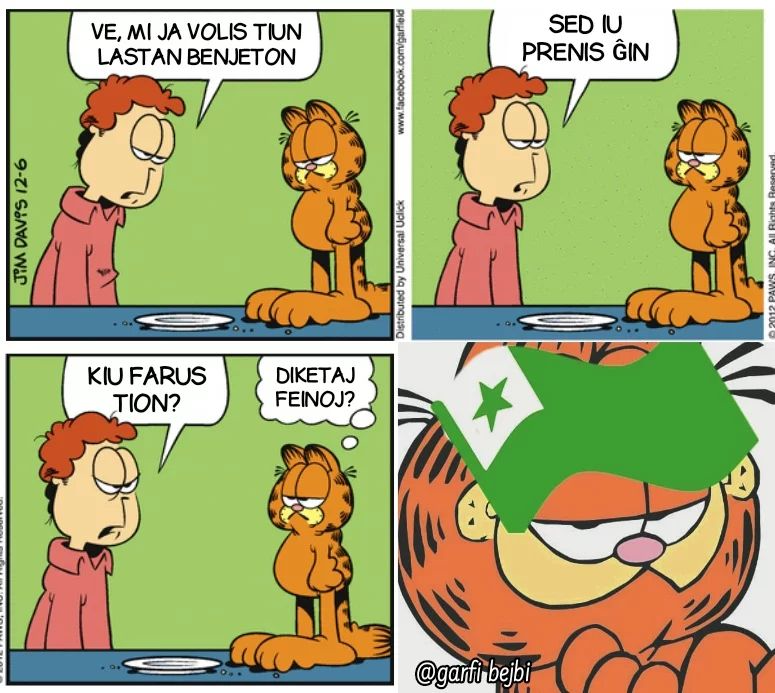 VE, MI JA VOLIS TIUN
LASTAN BENJETON
SED IU
PRENIS ĜIN
JIM DAVIS 12-6
www.facebook.com/garfield
Distributed by Universal Uclick
© 2012 PAWS, INC. All Rights Reserved.
KIU FARUS
TION?
DIKETAJ
FEINOJ?
@garfi bejbi